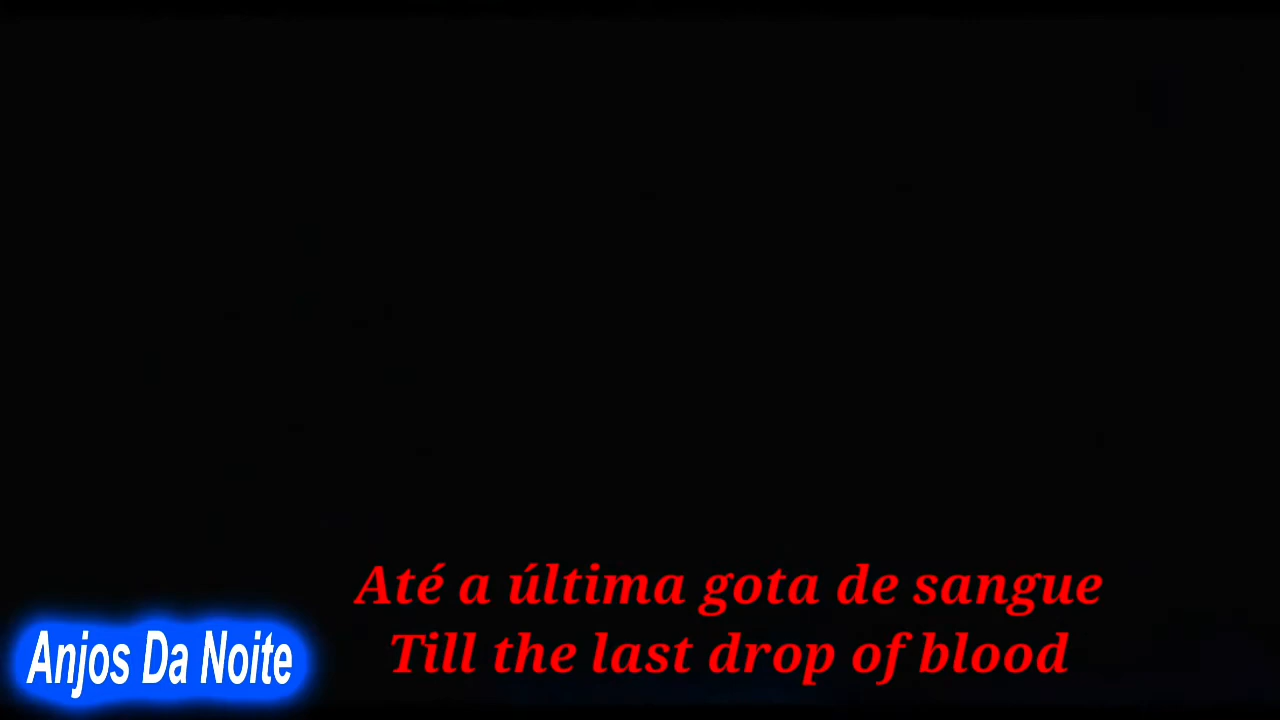 Até a última gota de sangue
Till the last drop of blood
Anjos Da Noite